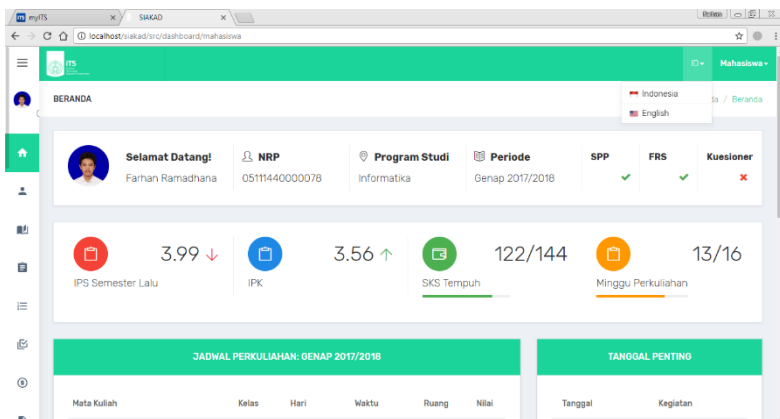 myITS
SIAKAD
localhost/siakad/src/dashboard/mahasiswa
ITS
ID
Mahasiswa
Indonesia
English
BERANDA
/ Beranda
Selamat Datang!
Farhan Ramadhana
NRP
05111440000078
Program Studi
Informatika
Periode
Genap 2017/2018
SPP
FRS
Kuesioner
3.99
IPS Semester Lalu
3.56
IPK
122/144
SKS Tempuh
13/16
Minggu Perkuliahan
JADWAL PERKULIAHAN: GENAP 2017/2018
Mata Kuliah Kelas Hari Waktu Ruang Nilai
TANGGAL PENTING
Tanggal Kegiatan